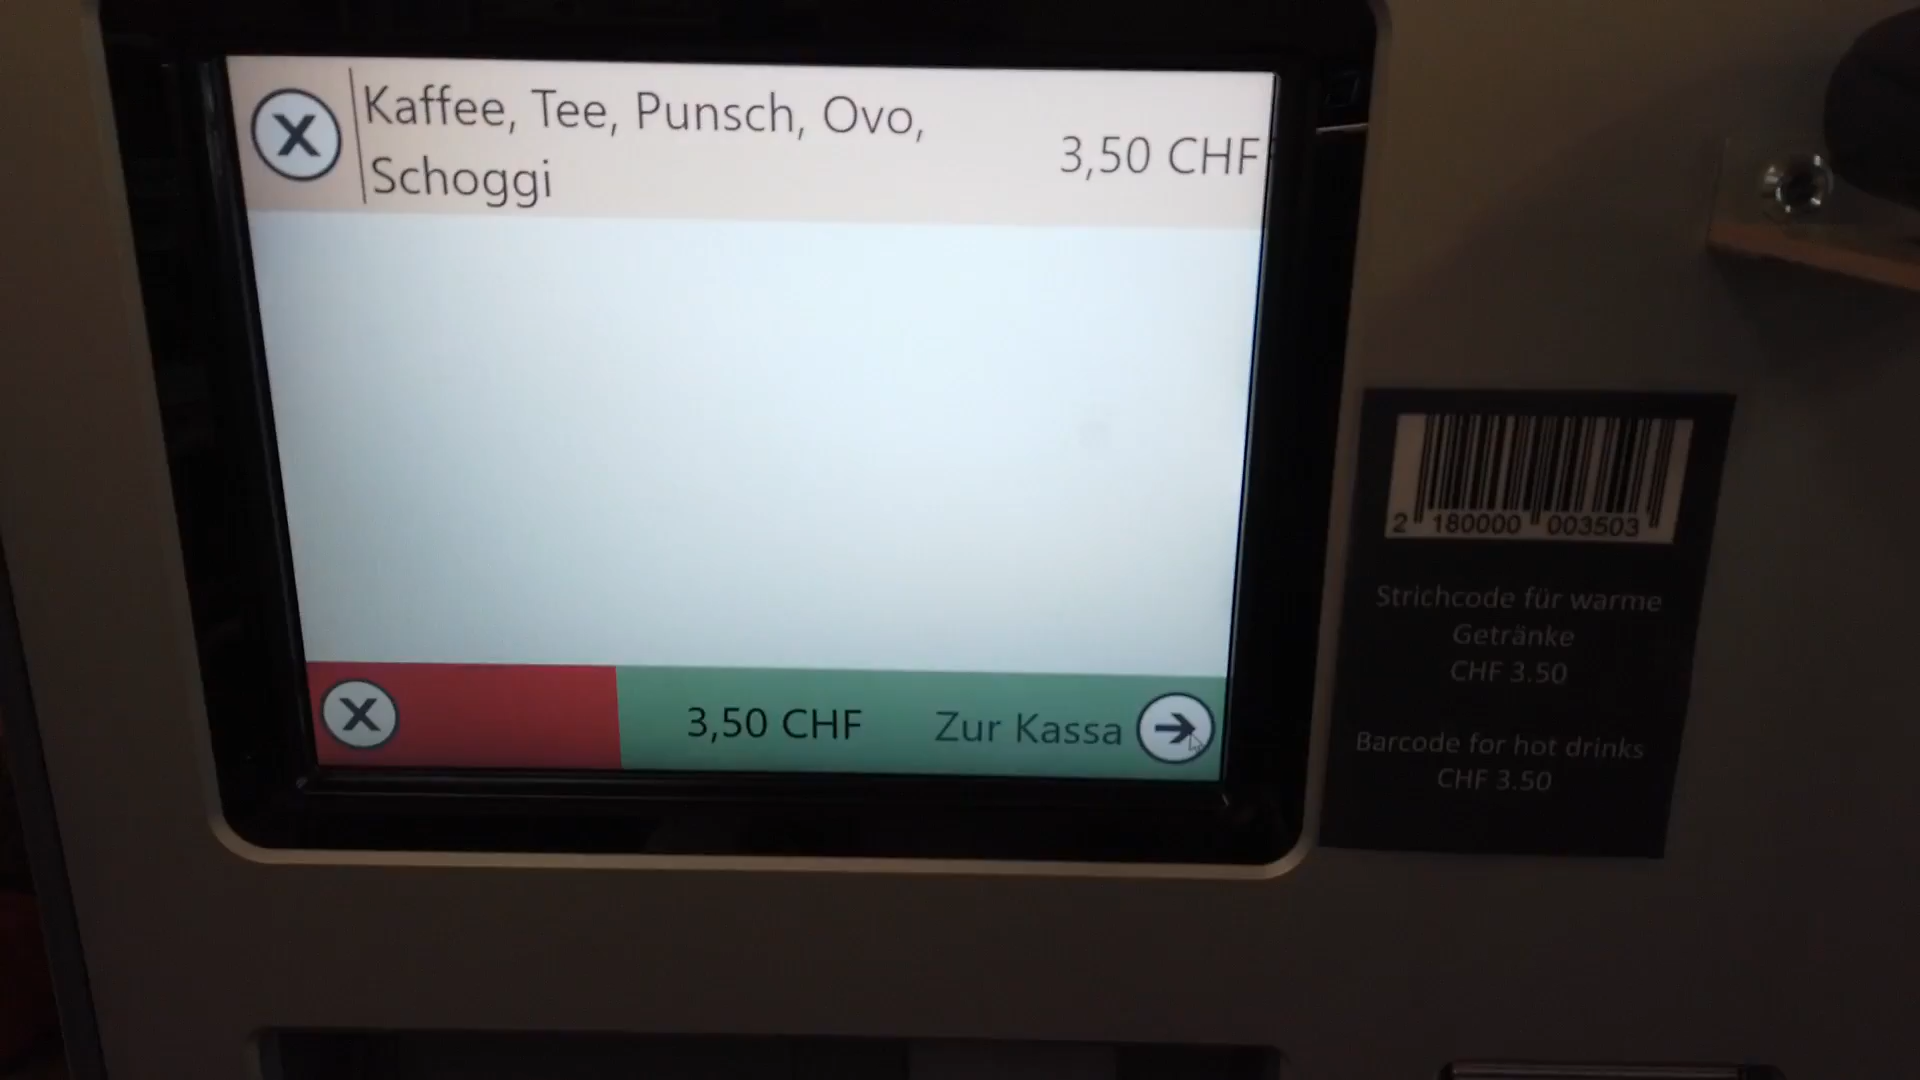 Kaffee, Tee, Punsch, Ovo,
Schoggi
3,50 CHF
3,50 CHF Zur Kassa
2 180000 003503
Strichcode für warme
Getränke
CHF 3.50
Barcode for hot drinks
CHF 3.50